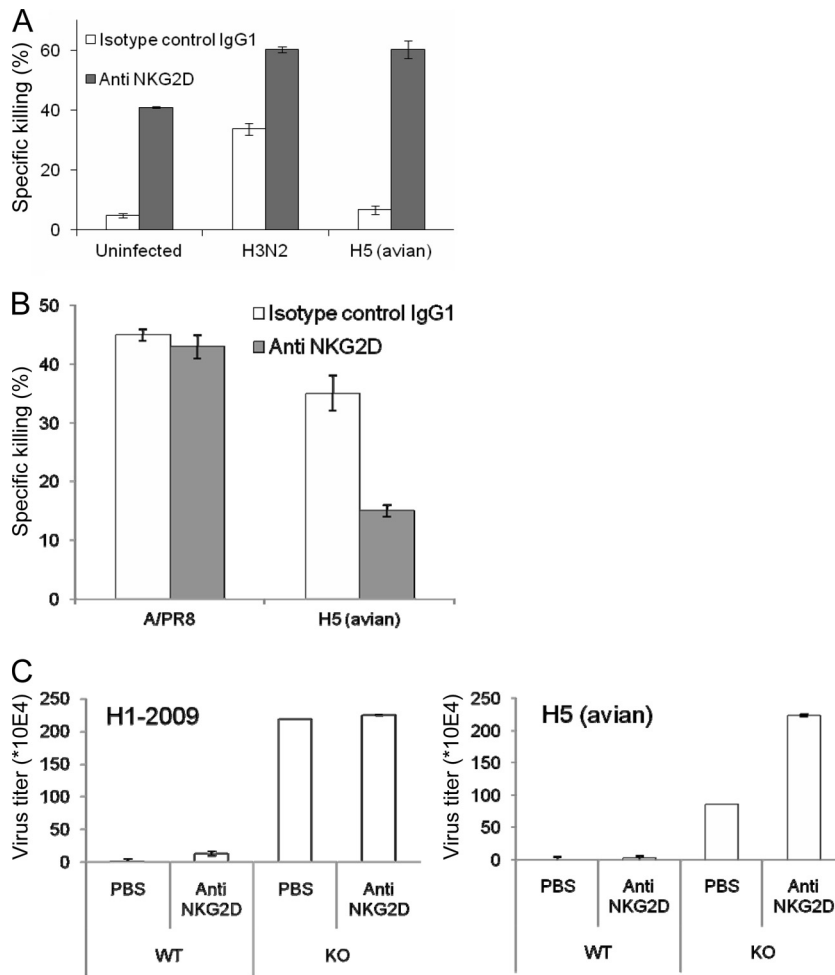 A
Specific killing (%)
60
40
20
0
Isotype control IgG1
Anti NKG2D
Uninfected
H3N2
H5 (avian)
B
Specific killing (%)
50
40
30
20
10
0
Isotype control IgG1
Anti NKG2D
A/PR8
H5 (avian)
C
Virus titer (*10E4)
250
200
150
100
50
0
H1-2009
PBS
Anti
NKG2D
PBS
Anti
NKG2D
WT
KO
Virus titer (*10E4)
250
200
150
100
50
0
H5 (avian)
PBS
Anti
NKG2D
PBS
Anti
NKG2D
WT
KO